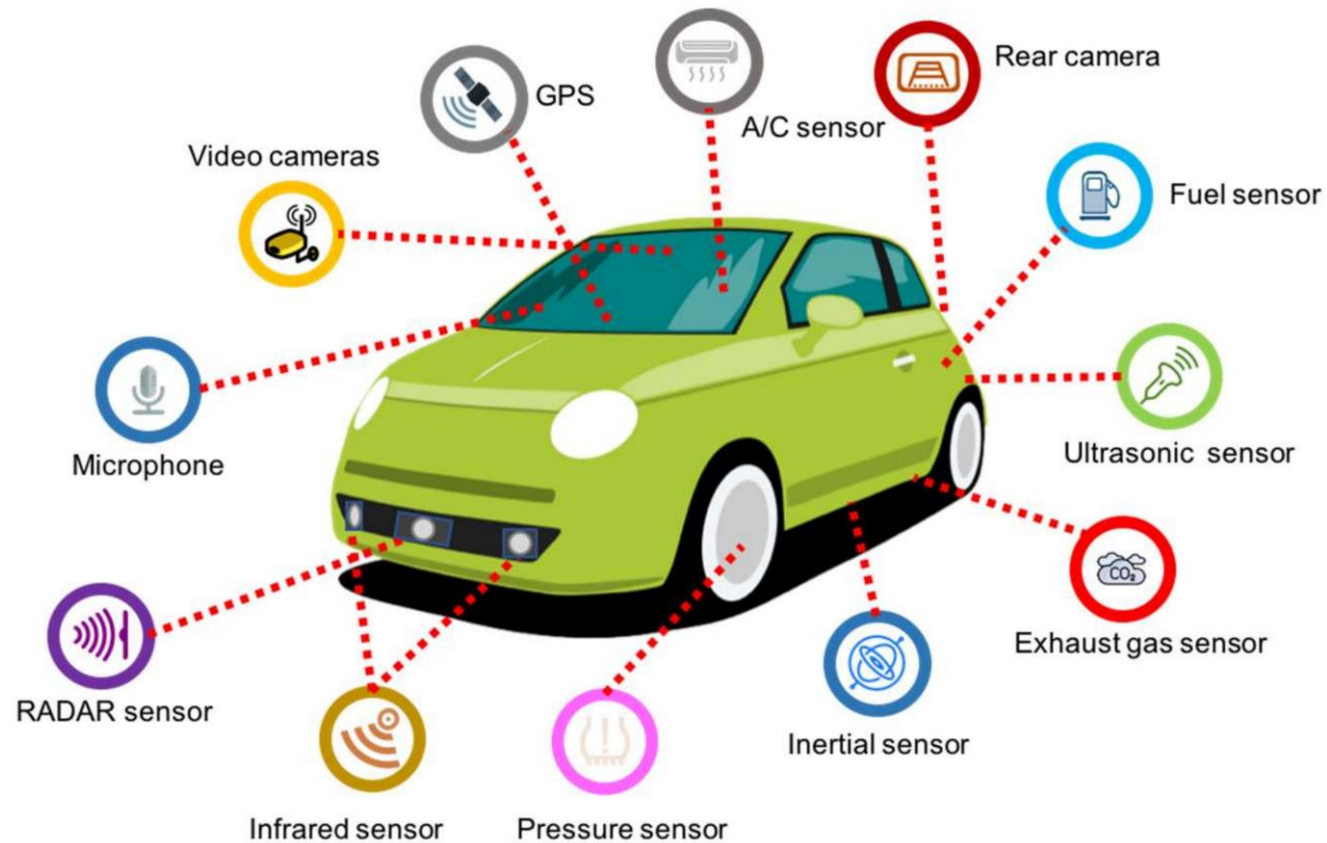 GPS
A/C sensor
Rear camera
Video cameras
Fuel sensor
Microphone
Ultrasonic sensor
CO₂
Exhaust gas sensor
RADAR sensor
Inertial sensor
Infrared sensor
Pressure sensor